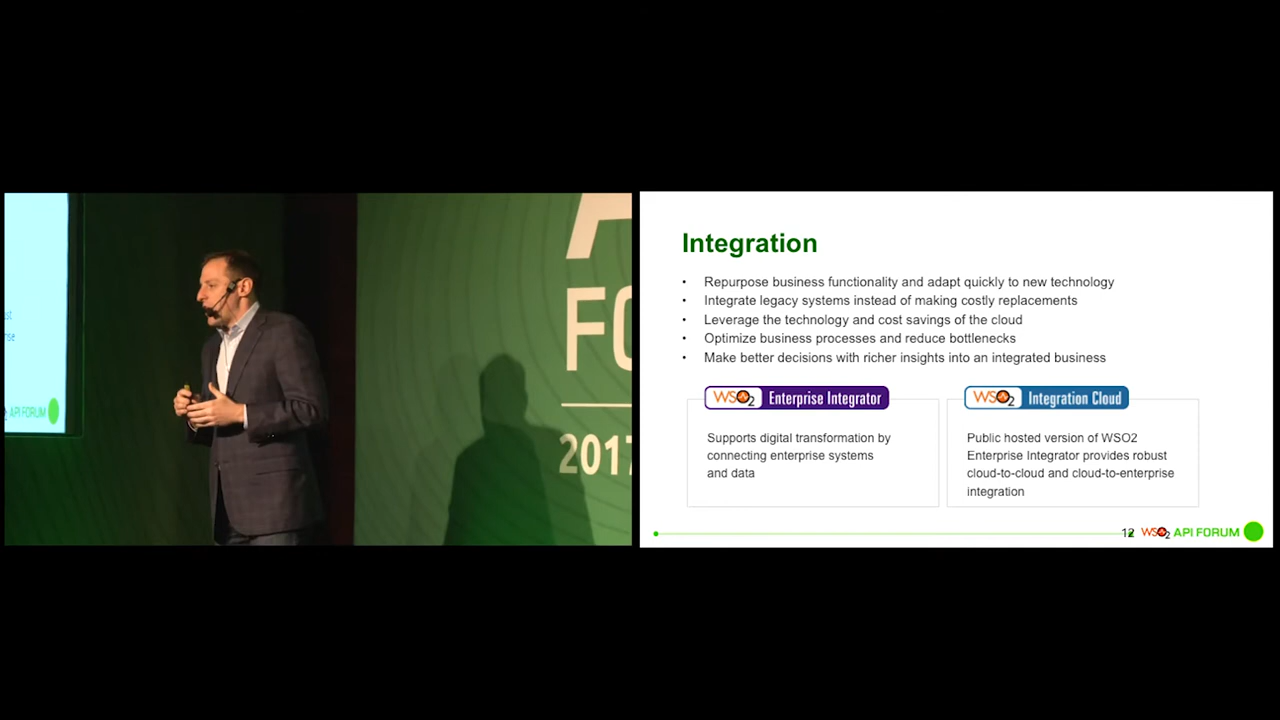 FO
2017
API FORUM
Integration
• Repurpose business functionality and adapt quickly to new technology
• Integrate legacy systems instead of making costly replacements
• Leverage the technology and cost savings of the cloud
• Optimize business processes and reduce bottlenecks
• Make better decisions with richer insights into an integrated business
WSO2 Enterprise Integrator
Supports digital transformation by
connecting enterprise systems
and data
WSO2 Integration Cloud
Public hosted version of WSO2
Enterprise Integrator provides robust
cloud-to-cloud and cloud-to-enterprise
integration
12 WSO2 API FORUM